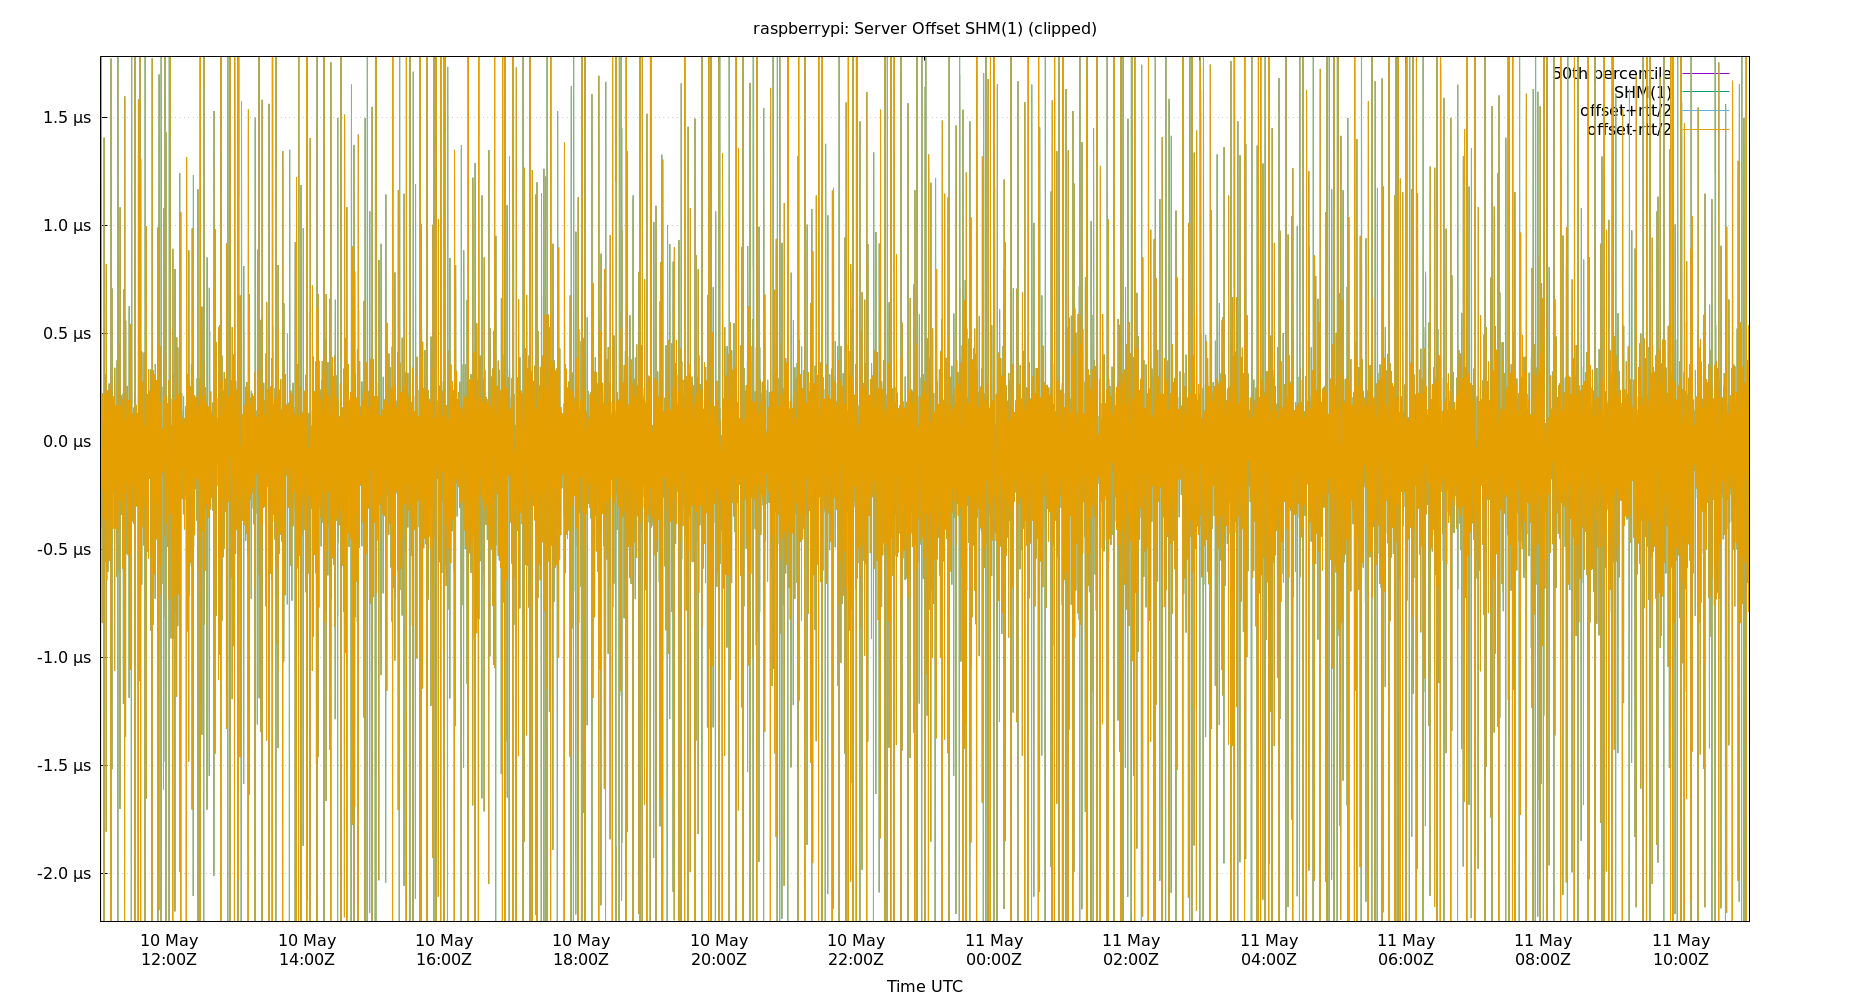 raspberrypi: Server Offset SHM(1) (clipped)
50th percentile
SHM(1)
offset+rtt/2
offset-rtt/2
1.5 µs
1.0 µs
0.5 µs
0.0 µs
-0.5 µs
-1.0 µs
-1.5 µs
-2.0 µs
10 May 10 May 10 May 10 May 10 May 10 May 11 May 11 May 11 May 11 May 11 May 11 May
12:00Z 14:00Z 16:00Z 18:00Z 20:00Z 22:00Z 00:00Z 02:00Z 04:00Z 06:00Z 08:00Z 10:00Z
Time UTC